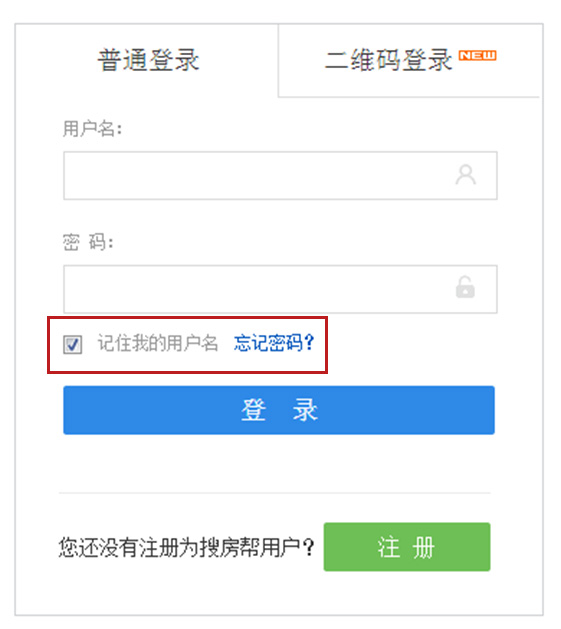 普通登录
二维码登录 NEW
用户名:
密 码:
记住我的用户名 忘记密码?
登 录
您还没有注册为搜房帮用户? 注 册